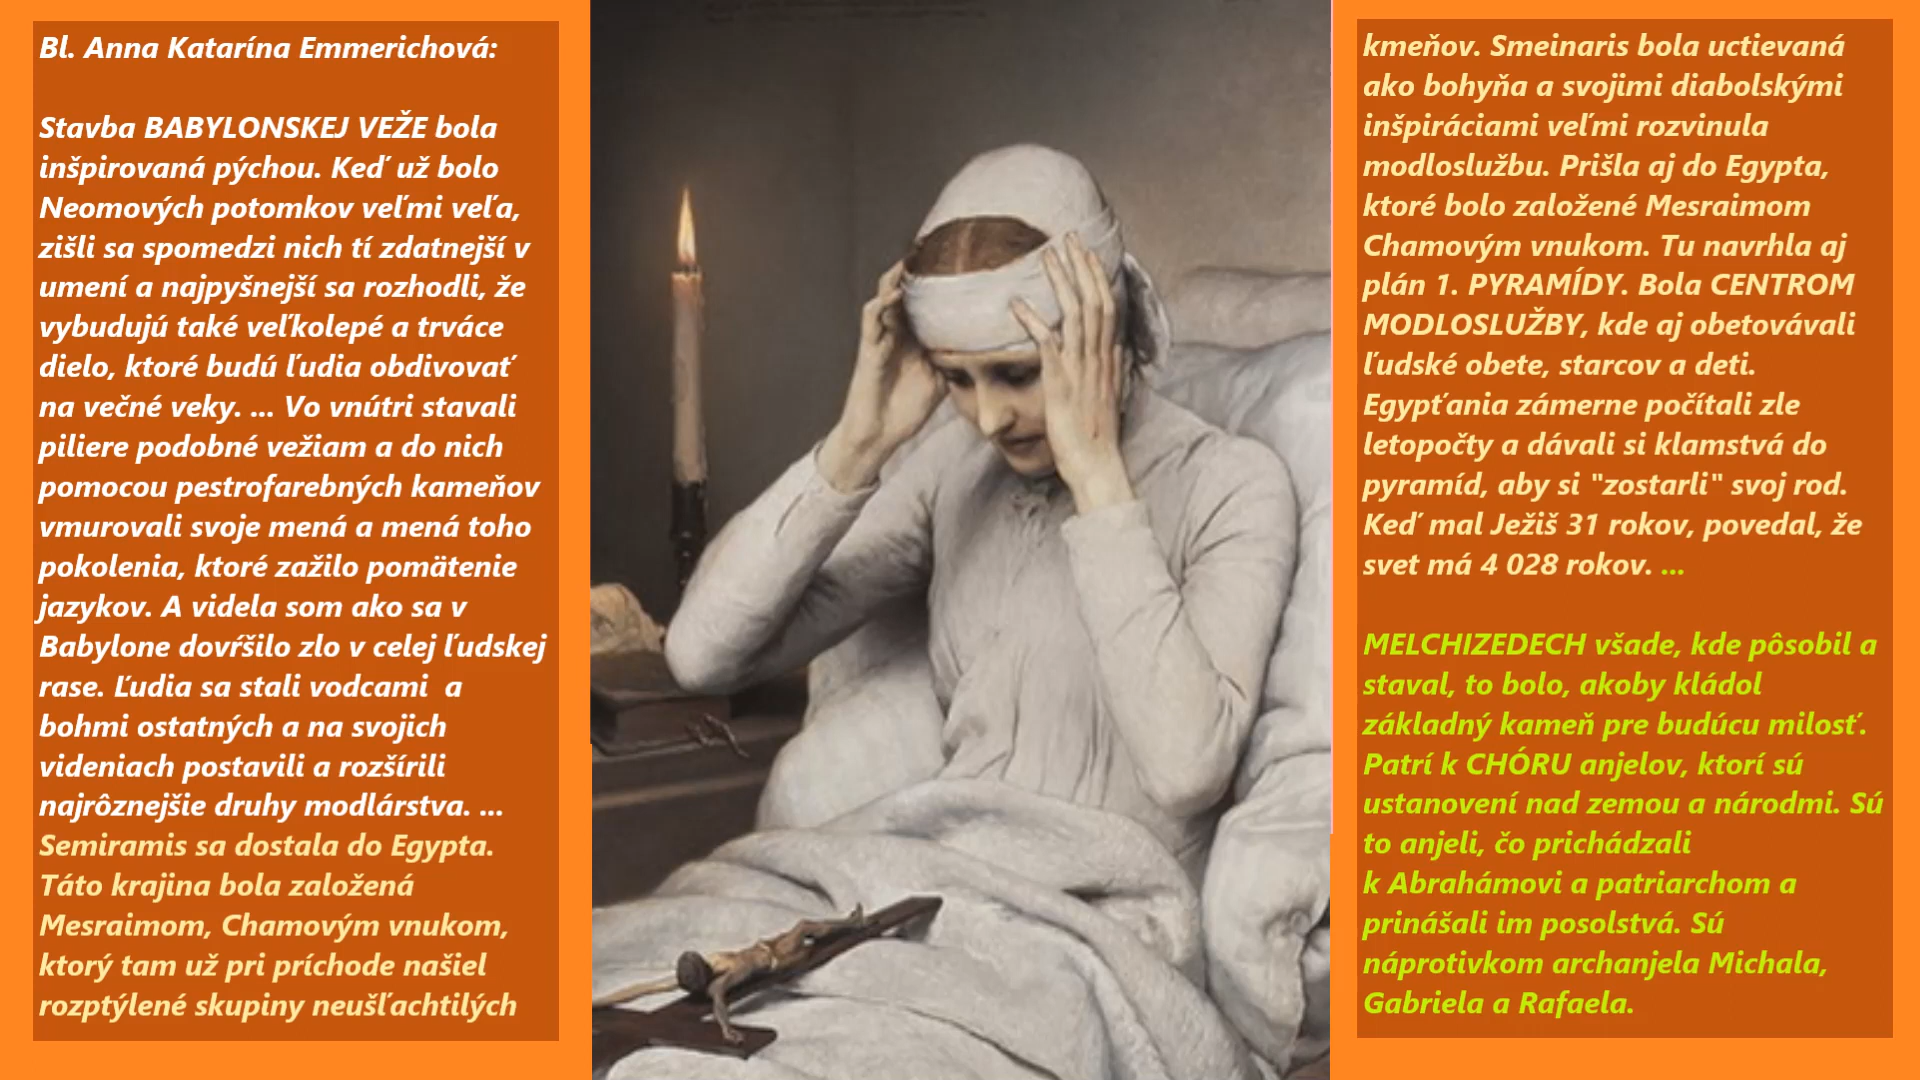 Bl. Anna Katarína Emmerichová:
Stavba BABYLONSKEJ VEŽE bola
inšpirovaná pýchou. Keď už bolo
Neomových potomkov veľmi veľa,
zišli sa spomedzi nich tí zdatnejší v
umení a najpyšnejší sa rozhodli, že
vybudujú také veľkolepé a trváce
dielo, ktoré budú ľudia obdivovať
na večné veky. ... Vo vnútri stavali
piliere podobné vežiam a do nich
pomocou pestrofarebných kameňov
vmurovali svoje mená a mená toho
pokolenia, ktoré zažilo pomätenie
jazykov. A videla som ako sa v
Babylone dovŕšilo zlo v celej ľudskej
rase. Ľudia sa stali vodcami  a
bohmi ostatných a na svojich
videniach postavili a rozšírili
najrôznejšie druhy modlárstva. ...
Semiramis sa dostala do Egypta.
Táto krajina bola založená
Mesraimom, Chamovým vnukom,
ktorý tam už pri príchode našiel
rozptýlené skupiny neušľachtilých
kmeňov. Smeinaris bola uctievaná
ako bohyňa a svojimi diabolskými
inšpiráciami veľmi rozvinula
modloslužbu. Prišla aj do Egypta,
ktoré bolo založené Mesraimom
Chamovým vnukom. Tu navrhla aj
plán 1. PYRAMÍDY. Bola CENTROM
MODLOSLUŽBY, kde aj obetovávali
ľudské obete, starcov a deti.
Egypťania zámerne počítali zle
letopočty a dávali si klamstvá do
pyramíd, aby si "zostarli" svoj rod.
Keď mal Ježiš 31 rokov, povedal, že
svet má 4 028 rokov. ...
MELCHIZEDECH všade, kde pôsobil a
staval, to bolo, akoby kládol
základný kameň pre budúcu milosť.
Patrí k CHÓRU anjelov, ktorí sú
ustanovení nad zemou a národmi. Sú
to anjeli, čo prichádzali
k Abrahámovi a patriarchom a
prinášali im posolstvá. Sú
náprotivkom archanjela Michala,
Gabriela a Rafaela.